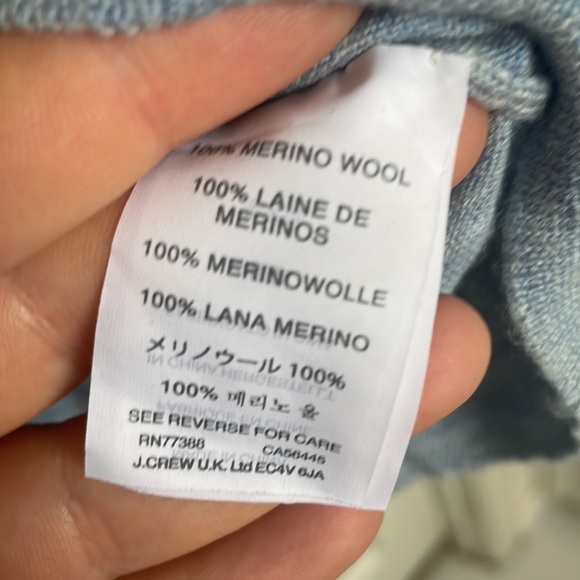 100% MERINO WOOL
100% LAINE DE
MERINOS
100% MERINOWOLLE
100% LANA MERINO
メリノウール 100%
100% 메리노 울
SEE REVERSE FOR CARE
RN77388 CA56445
J.CREW U.K. Ltd EC4V 6JA